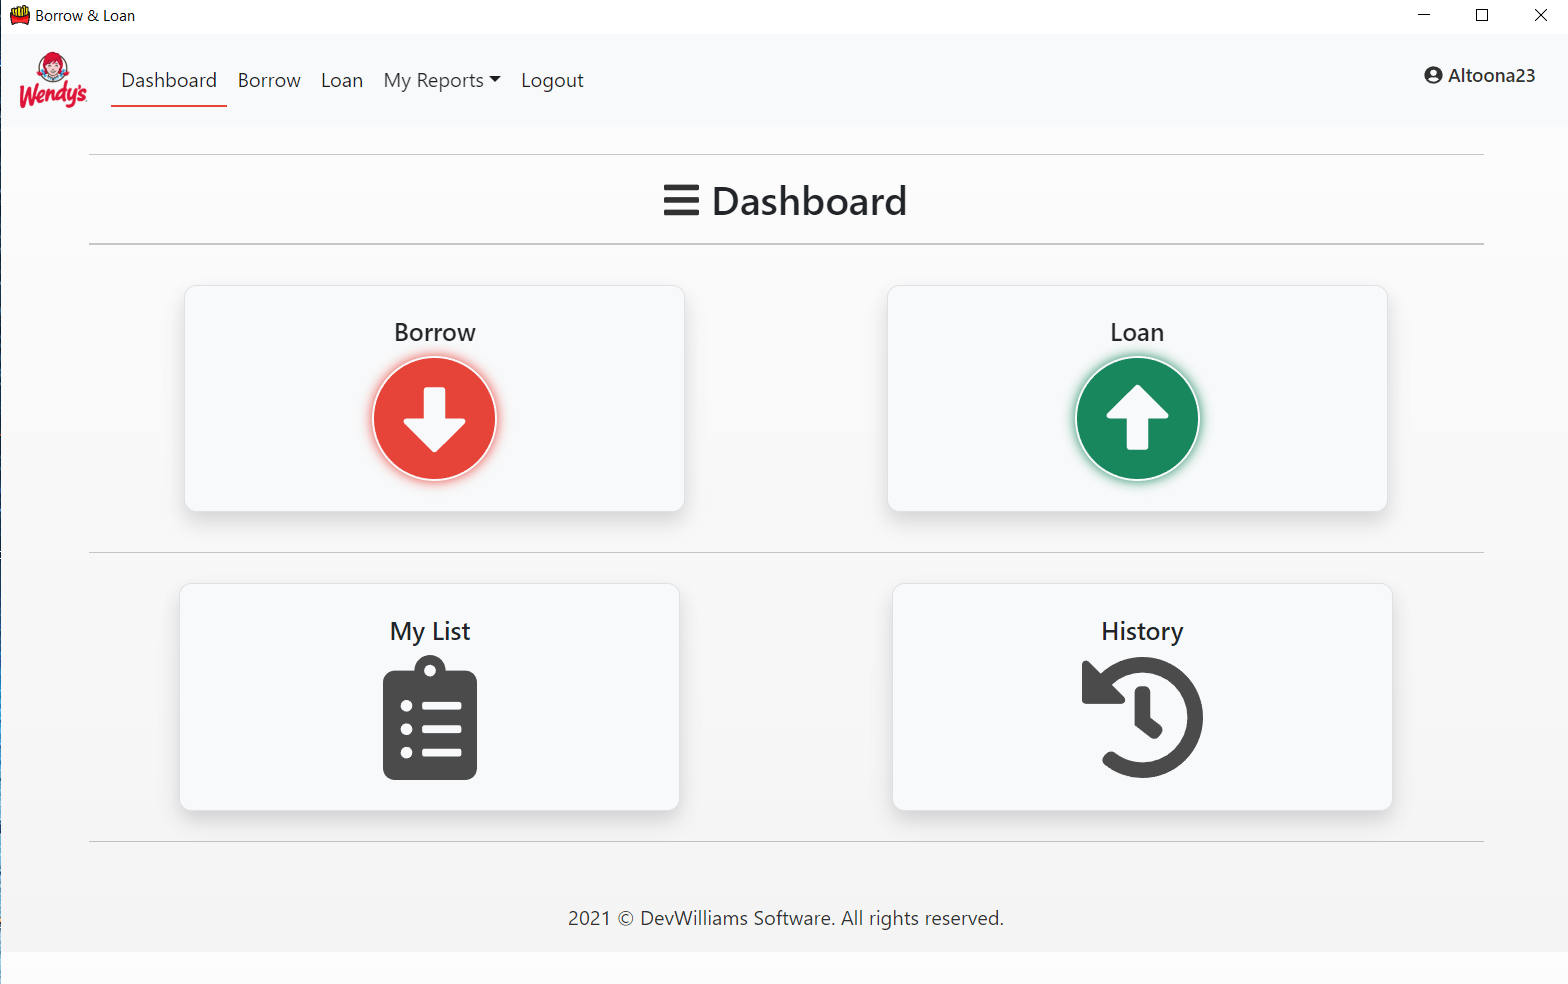 Borrow & Loan
Wendy's
Dashboard Borrow Loan My Reports Logout
Altoona23
Dashboard
Borrow
Loan
My List
History
2021 © DevWilliams Software. All rights reserved.